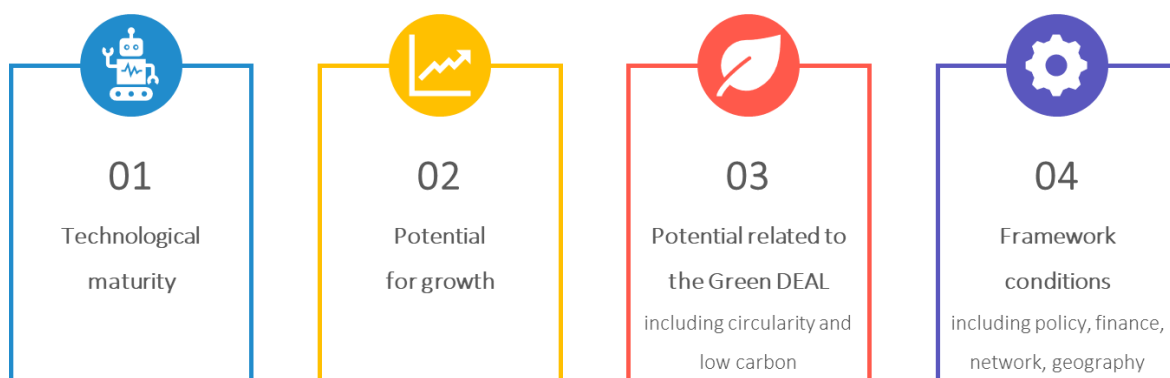 01
Technological
maturity
02
Potential
for growth
03
Potential related to
the Green DEAL
including circularity and
low carbon
04
Framework
conditions
including policy, finance,
network, geography